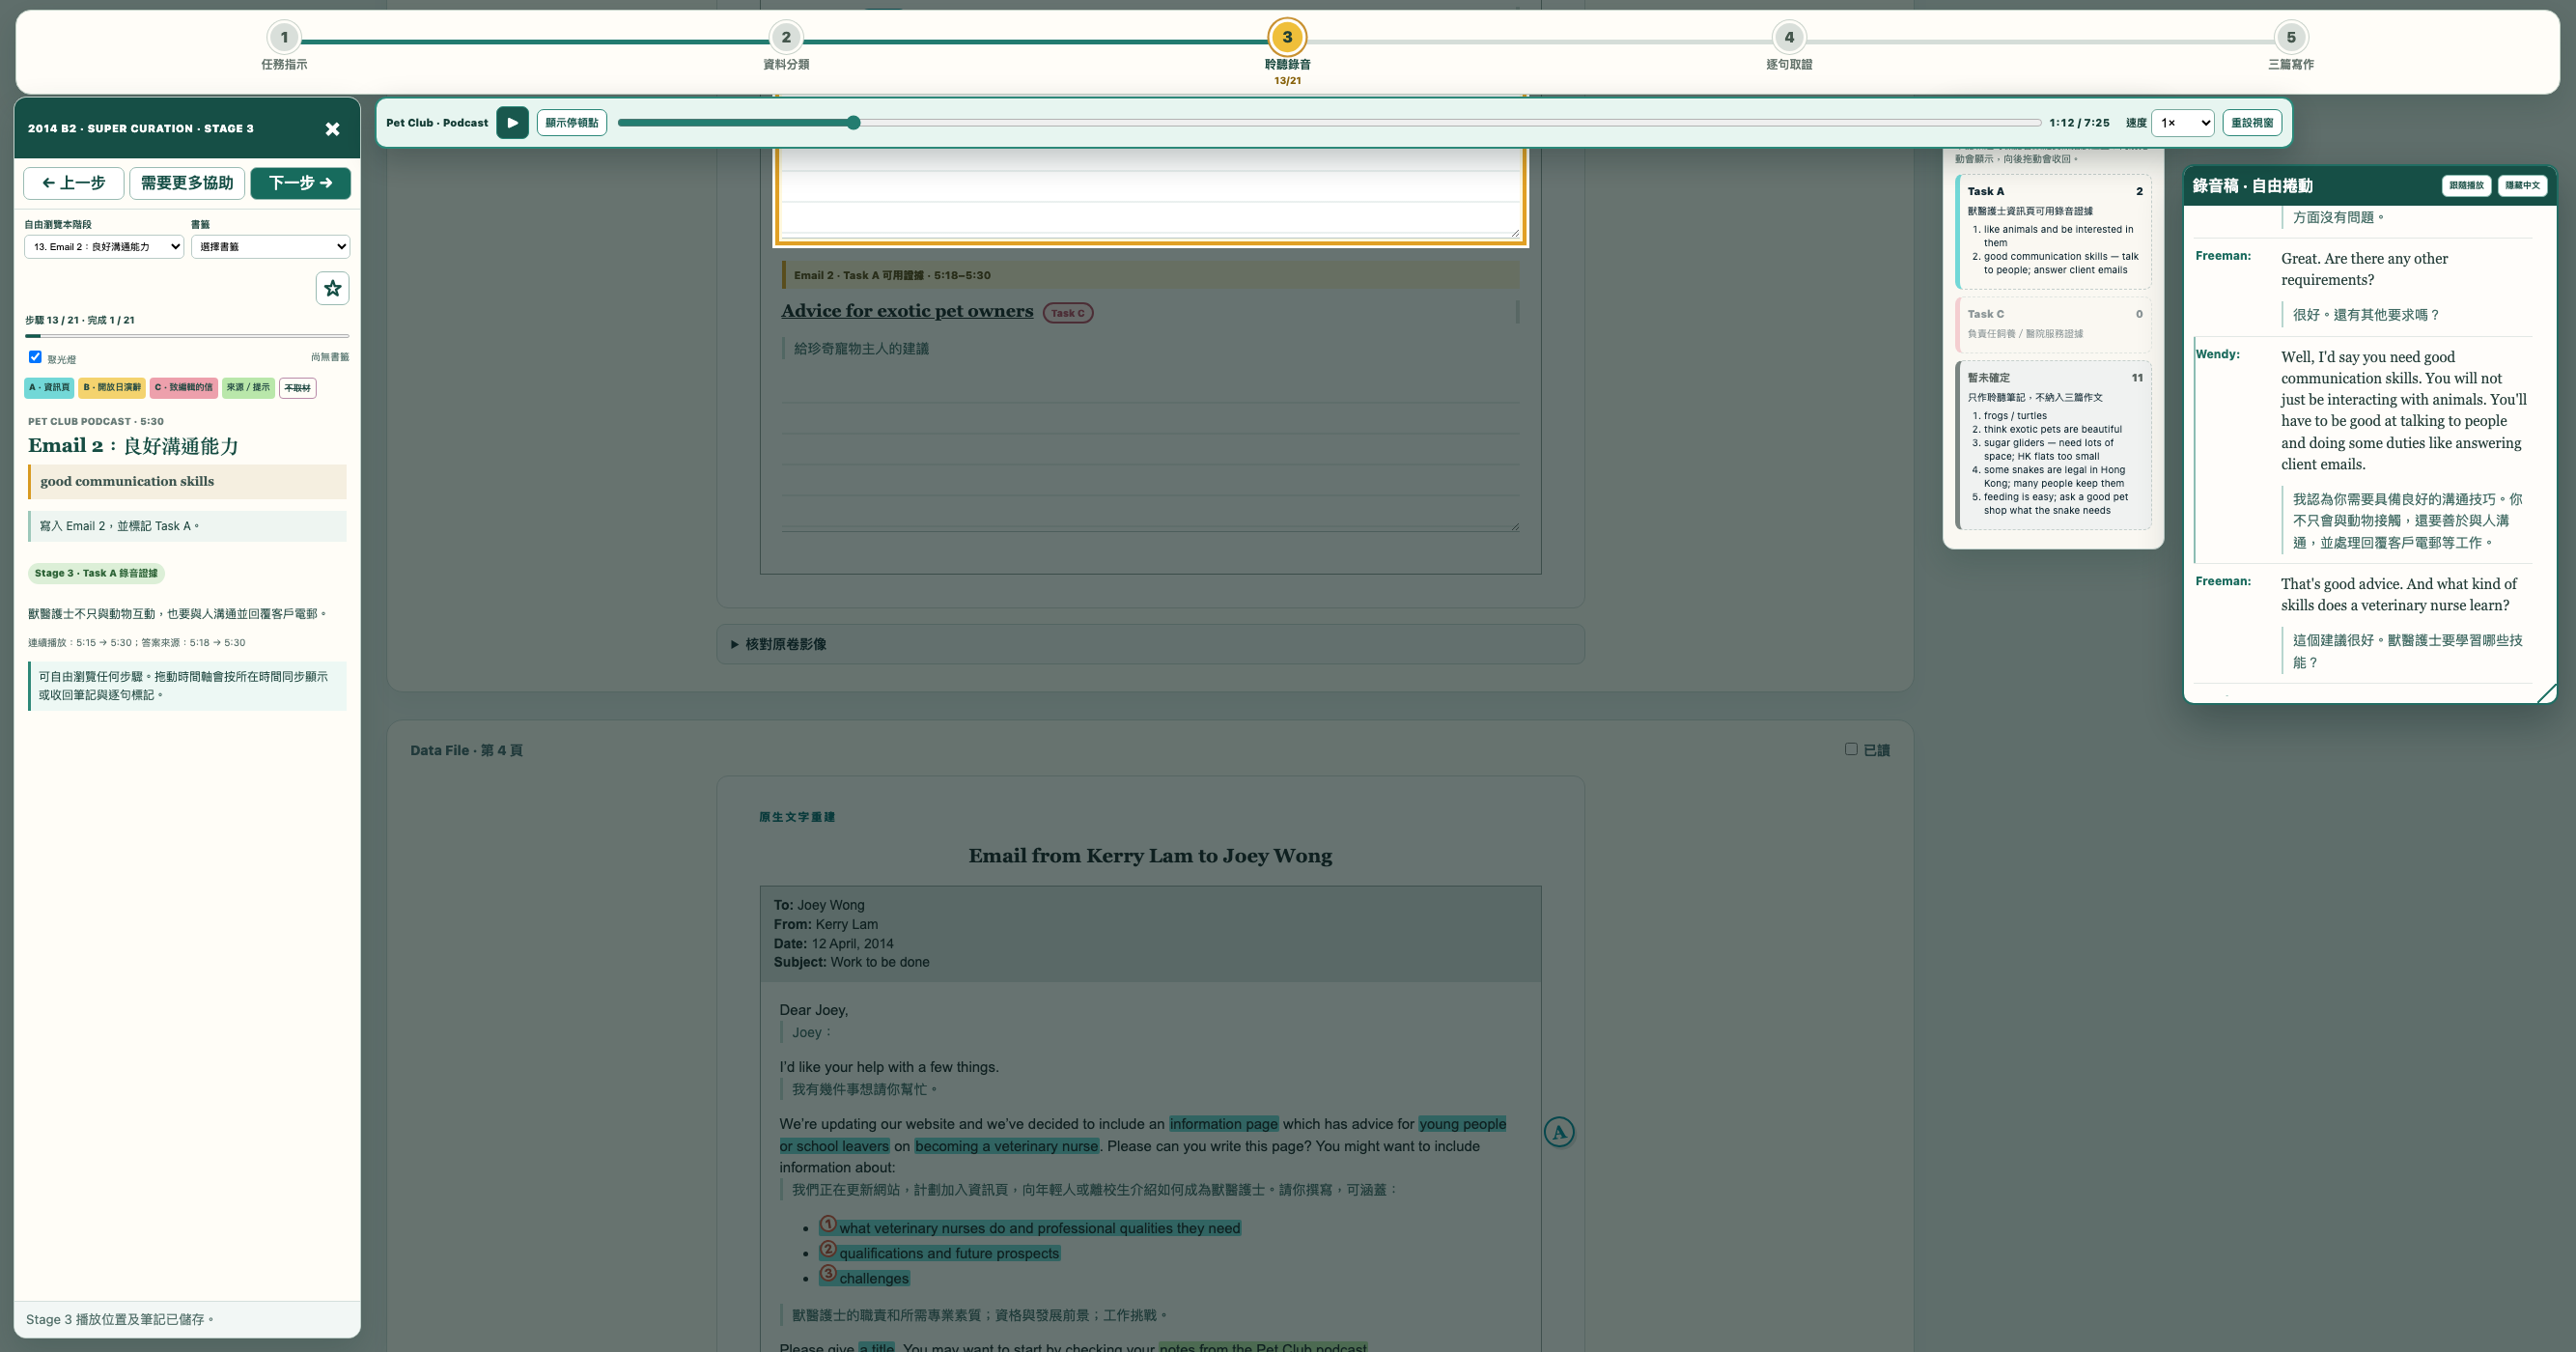 1
任務指示
2
資料分類
3
聆聽錄音
13/21
4
逐句取證
5
三篇寫作
2014 B2 · SUPER CURATION · STAGE 3
← 上一步
需要更多協助
下一步 →
自由瀏覽本階段
書籤
13. Email 2：良好溝通能力
選擇書籤
步驟 13 / 21 · 完成 1 / 21
聚光燈
尚無書籤
A · 資訊頁
B · 開放日演辭
C · 致編輯的信
來源 / 提示
不取材
PET CLUB PODCAST · 5:30
Email 2：良好溝通能力
good communication skills
寫入 Email 2，並標記 Task A。
Stage 3 · Task A 錄音證據
獸醫護士不只與動物互動，也要與人溝通並回覆客戶電郵。
連續播放：5:15 → 5:30；答案來源：5:18 → 5:30
可自由瀏覽任何步驟。拖動時間軸會按所在時間同步顯示
或收回筆記與逐句標記。
Stage 3 播放位置及筆記已儲存。
Pet Club · Podcast
顯示停頓點
1:12 / 7:25
速度
1×
重設視窗
Email 2 · Task A 可用證據 · 5:18–5:30
Advice for exotic pet owners
Task C
給珍奇寵物主人的建議
核對原卷影像
Data File · 第 4 頁
已讀
原生文字重建
Email from Kerry Lam to Joey Wong
To: Joey Wong
From: Kerry Lam
Date: 12 April, 2014
Subject: Work to be done
Dear Joey,
Joey：
I'd like your help with a few things.
我有幾件事想請你幫忙。
We're updating our website and we've decided to include an information page which has advice for young people
or school leavers on becoming a veterinary nurse. Please can you write this page? You might want to include
information about:
A
我們正在更新網站，計劃加入資訊頁，向年輕人或離校生介紹如何成為獸醫護士。請你撰寫，可涵蓋：
• ① what veterinary nurses do and professional qualities they need
• ② qualifications and future prospects
• ③ challenges
獸醫護士的職責和所需專業素質；資格與發展前景；工作挑戰。
Please give a title. You may want to start by checking your notes from the Pet Club podcast
動會顯示，向後拖動會收回。
Task A
2
獸醫護士資訊頁可用錄音證據
1. like animals and be interested in
them
2. good communication skills — talk
to people; answer client emails
Task C
0
負責任飼養 / 醫院服務證據
暫未確定
11
只作聆聽筆記，不納入三篇作文
1. frogs / turtles
2. think exotic pets are beautiful
3. sugar gliders — need lots of
space; HK flats too small
4. some snakes are legal in Hong
Kong; many people keep them
5. feeding is easy; ask a good pet
shop what the snake needs
錄音稿 · 自由捲動
跟隨播放
隱藏中文
方面沒有問題。
Freeman:
Great. Are there any other
requirements?
很好。還有其他要求嗎？
Wendy:
Well, I'd say you need good
communication skills. You will not
just be interacting with animals. You'll
have to be good at talking to people
and doing some duties like answering
client emails.
我認為你需要具備良好的溝通技巧。你
不只會與動物接觸，還要善於與人溝
通，並處理回覆客戶電郵等工作。
Freeman:
That's good advice. And what kind of
skills does a veterinary nurse learn?
這個建議很好。獸醫護士要學習哪些技
能？